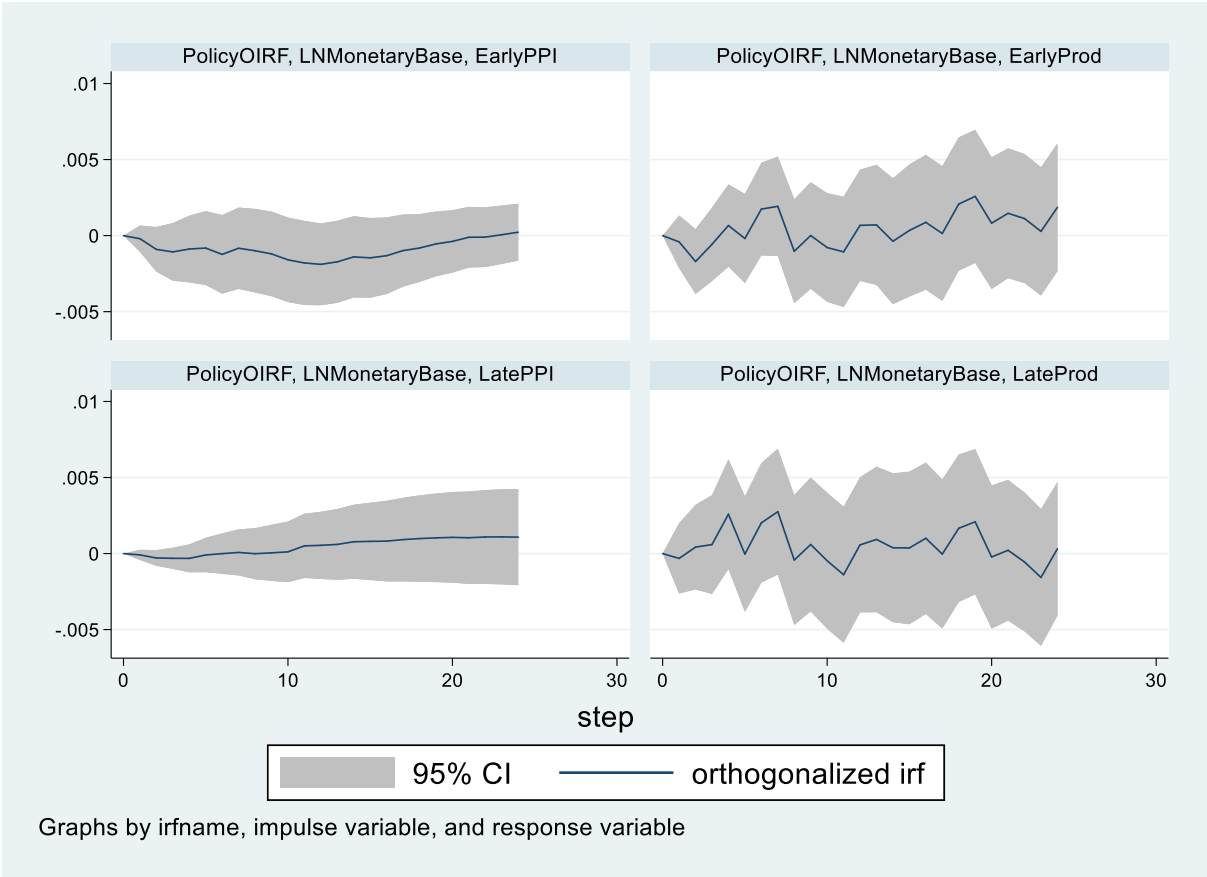 PolicyOIRF, LNMonetaryBase, EarlyPPI
PolicyOIRF, LNMonetaryBase, EarlyProd
.01
.005
0
-.005
PolicyOIRF, LNMonetaryBase, LatePPI
PolicyOIRF, LNMonetaryBase, LateProd
.01
.005
0
-.005
0 10 20 30
0 10 20 30
step
95% CI orthogonalized irf
Graphs by irfname, impulse variable, and response variable